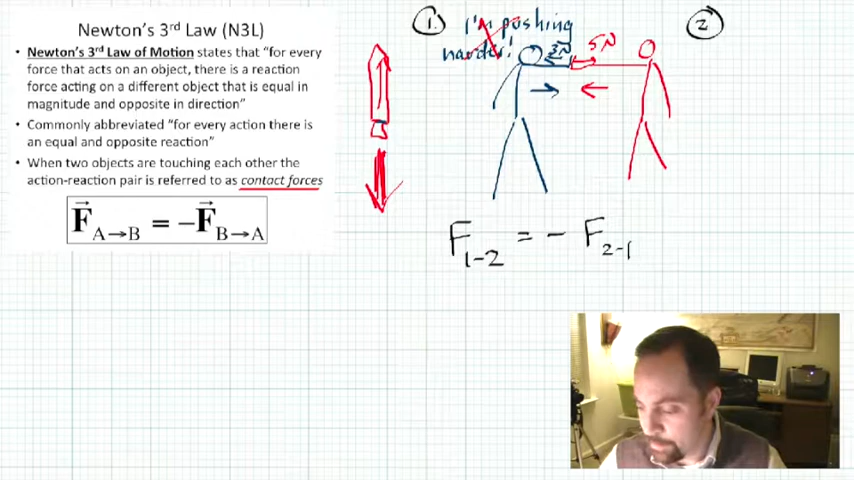 Newton's 3rd Law (N3L)
• Newton's 3rd Law of Motion states that "for every
force that acts on an object, there is a reaction
force acting on a different object that is equal in
magnitude and opposite in direction"
• Commonly abbreviated "for every action there is
an equal and opposite reaction"
• When two objects are touching each other the
action-reaction pair is referred to as contact forces
F⃗ A→B = −F⃗ B→A
1.
I'm pushing
harder!
3N
5N
2
F1-2 = - F2-1